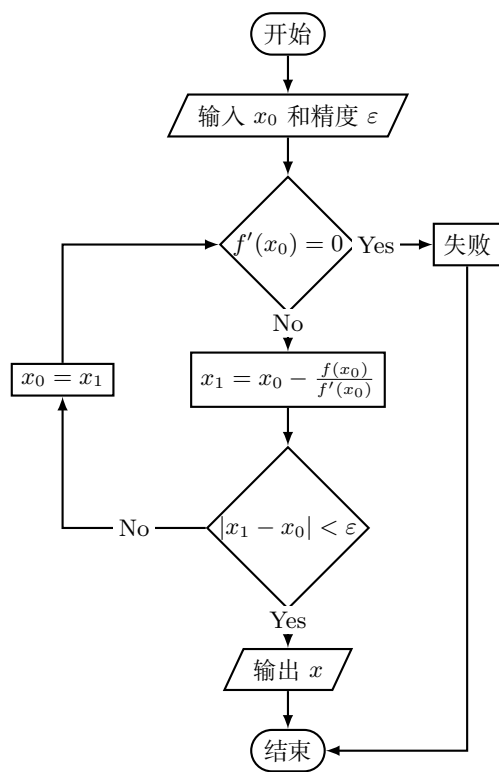 开始
输入 x₀ 和精度 ε
f′(x₀) = 0
Yes
失败
No
x₀ = x₁
x₁ = x₀ − f(x₀)/f′(x₀)
No
|x₁ − x₀| < ε
Yes
输出 x
结束